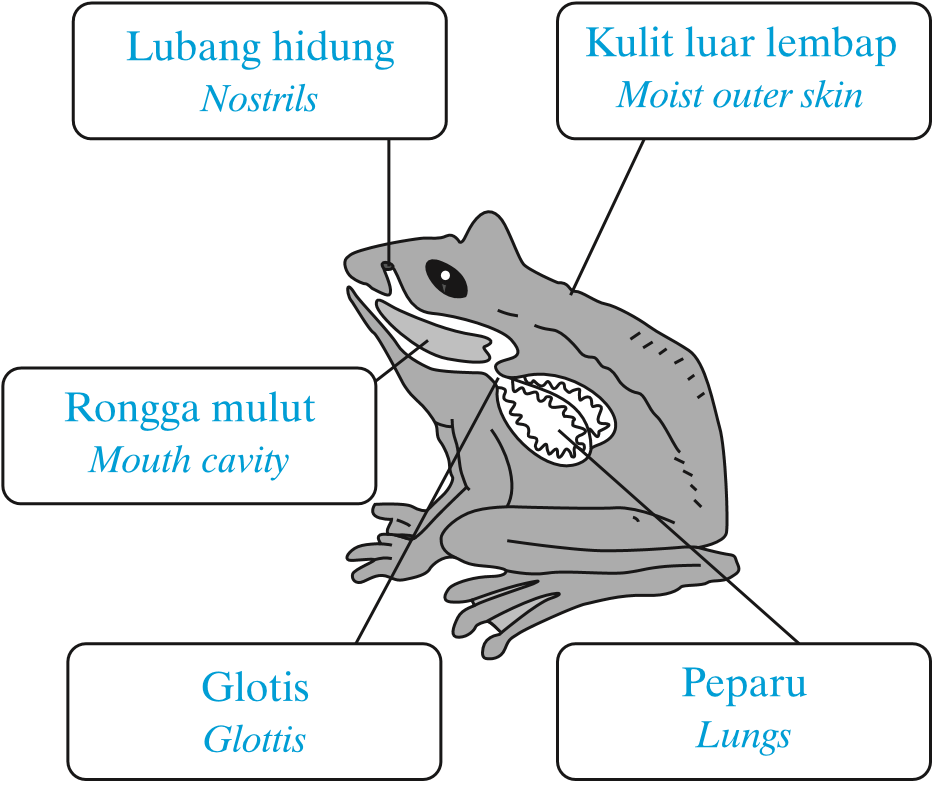 Lubang hidung
Nostrils
Kulit luar lembap
Moist outer skin
Rongga mulut
Mouth cavity
Glotis
Glottis
Peparu
Lungs